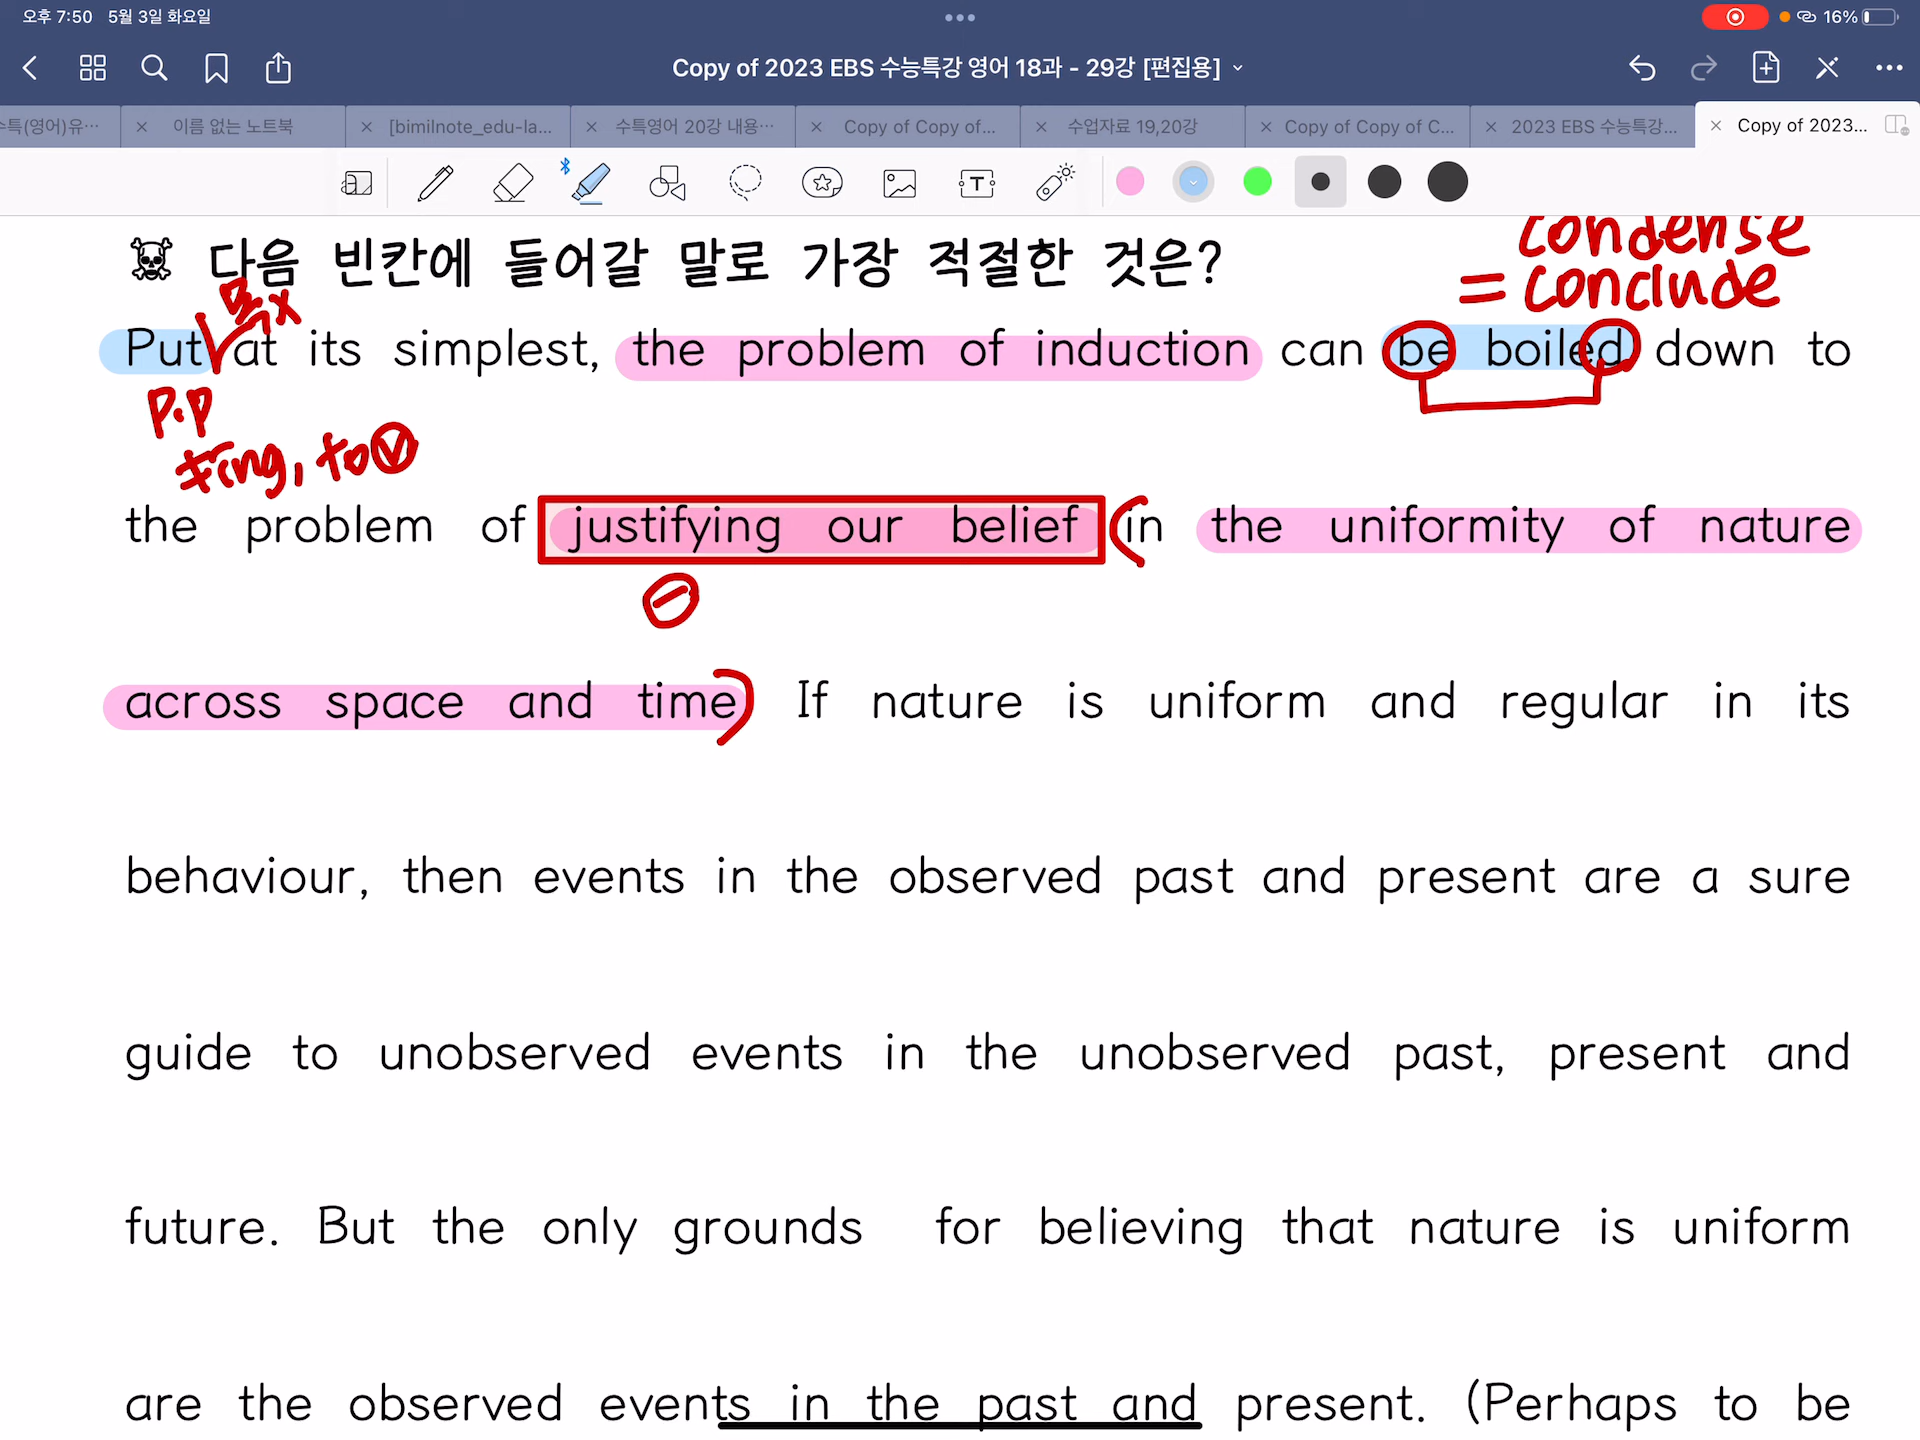 오후 7:50 5월 3일 화요일
16%
Copy of 2023 EBS 수능특강 영어 18과 - 29강 [편집용]
수특(영어)유…
이름 없는 노트북
[bimilnote_edu-la...
수특영어 20강 내용…
Copy of Copy of...
수업자료 19,20강
Copy of Copy of C...
2023 EBS 수능특강...
Copy of 2023...
condense
= conclude
다음 빈칸에 들어갈 말로 가장 적절한 것은?
목x
Put at its simplest, the problem of induction can be boiled down to
p.p
ing, to V
the problem of justifying our belief (in the uniformity of nature
across space and time) If nature is uniform and regular in its
behaviour, then events in the observed past and present are a sure
guide to unobserved events in the unobserved past, present and
future. But the only grounds for believing that nature is uniform
are the observed events in the past and present. (Perhaps to be